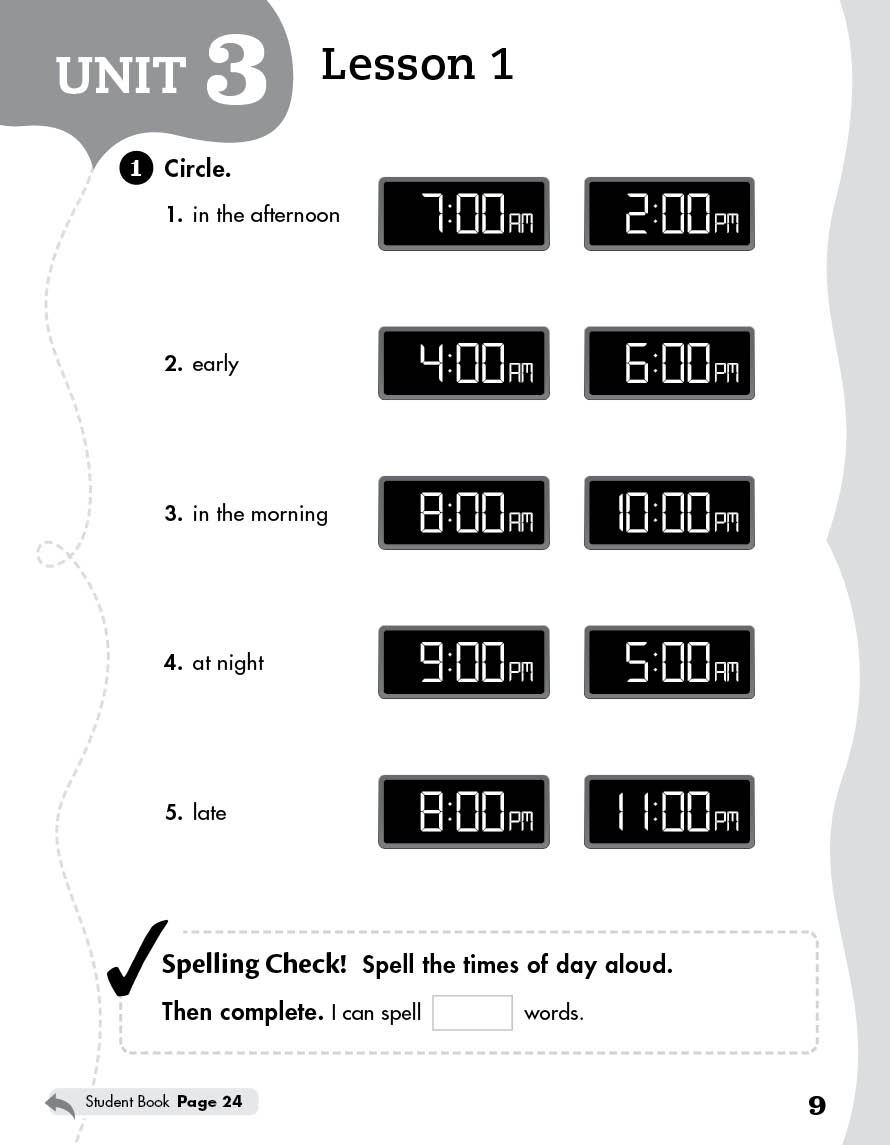 UNIT 3 Lesson 1
1 Circle.
1. in the afternoon 7:00 AM 2:00 PM
2. early 4:00 AM 6:00 PM
3. in the morning 8:00 AM 10:00 PM
4. at night 9:00 PM 5:00 AM
5. late 8:00 PM 11:00 PM
Spelling Check! Spell the times of day aloud.
Then complete. I can spell words.
Student Book Page 24
9